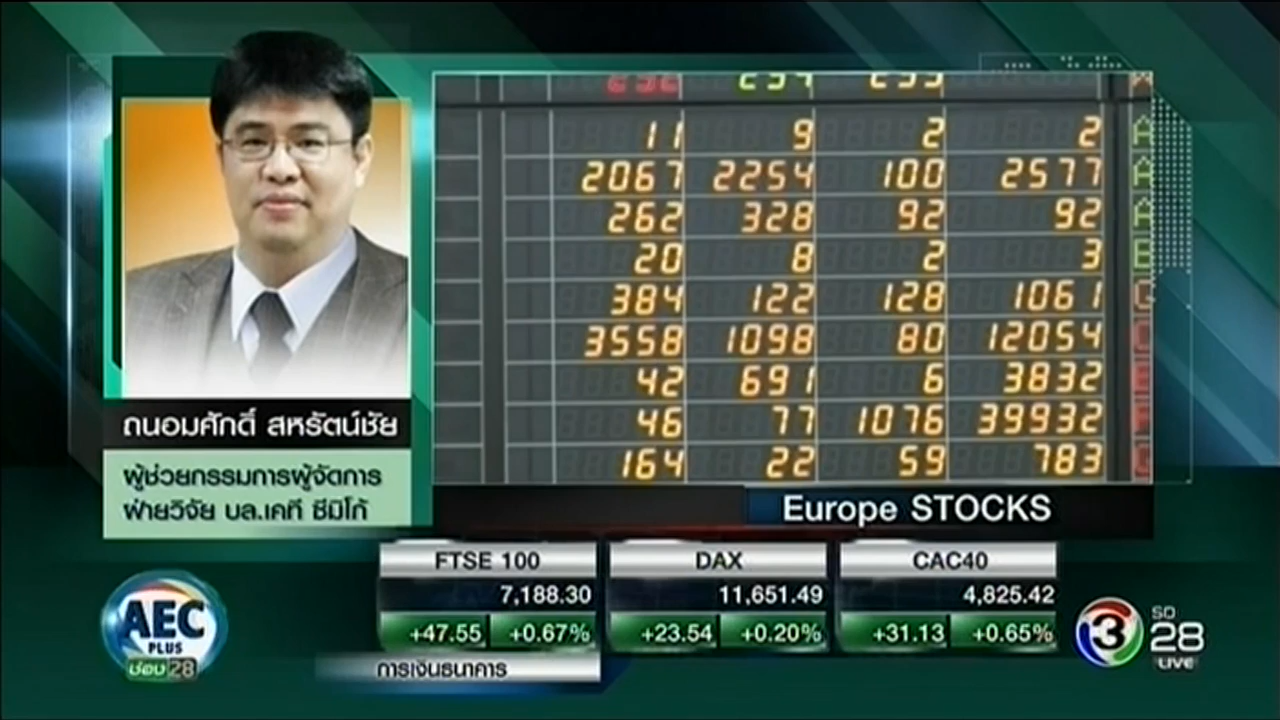 11 9 2 2 A
2067 2254 100 2577 A
262 328 92 92 A
20 8 2 3 B
384 122 128 1061
3558 1098 80 12054
42 691 6 3832
46 77 1076 39932
164 22 59 783
ถนอมศักดิ์ สหรัตน์ชัย
ผู้ช่วยกรรมการผู้จัดการ
ฝ่ายวิจัย บล.เคที ซีมิโก้
Europe STOCKS
FTSE 100 DAX CAC40
7,188.30 11,651.49 4,825.42
+47.55 +0.67% +23.54 +0.20% +31.13 +0.65%
การเงินธนาคาร
AEC
PLUS
ช่อง 28
3 SD
28
LIVE